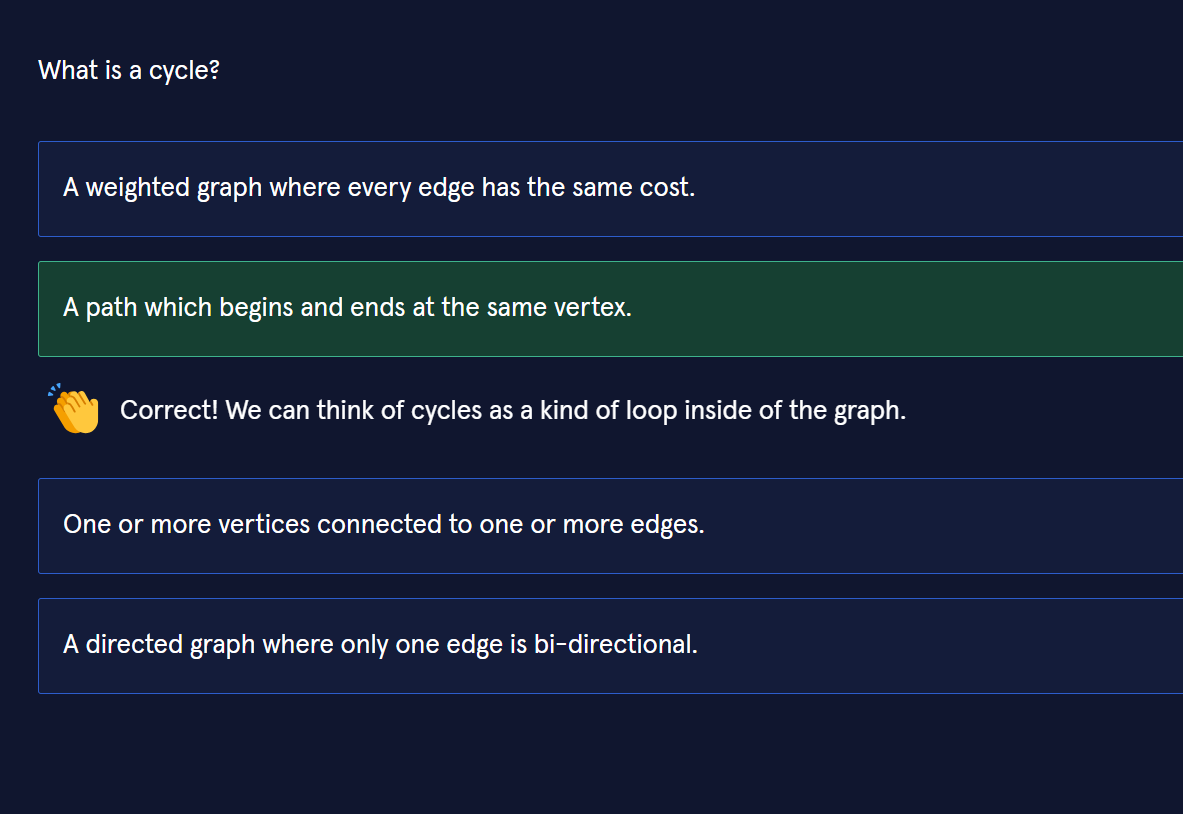 What is a cycle?
A weighted graph where every edge has the same cost.
A path which begins and ends at the same vertex.
Correct! We can think of cycles as a kind of loop inside of the graph.
One or more vertices connected to one or more edges.
A directed graph where only one edge is bi-directional.